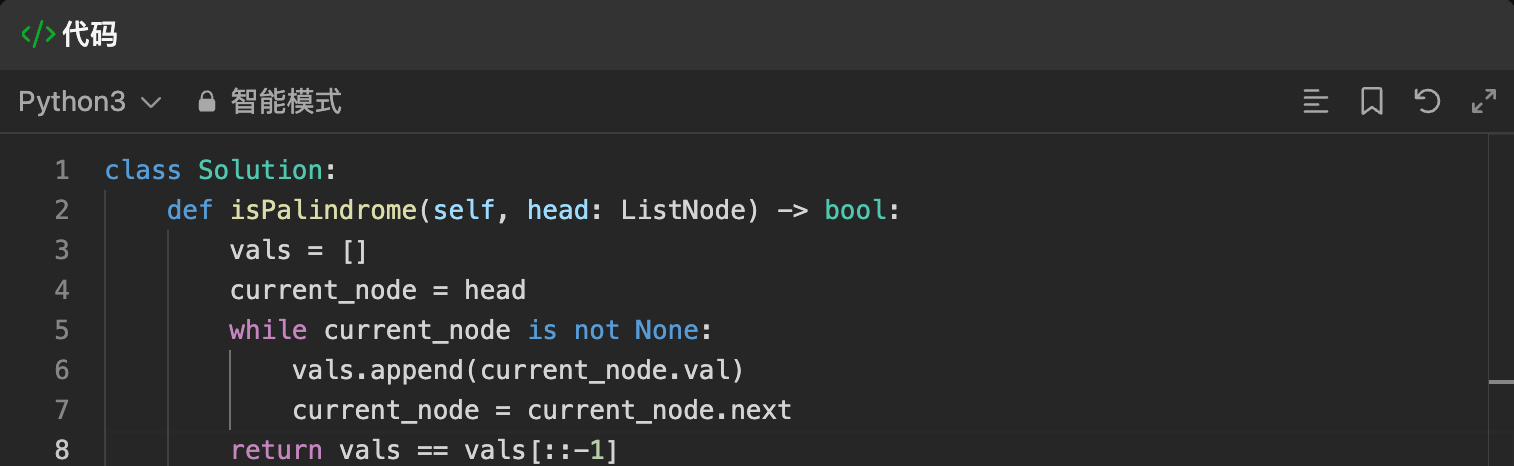 </> 代码
Python3 智能模式
1 class Solution:
2     def isPalindrome(self, head: ListNode) -> bool:
3         vals = []
4         current_node = head
5         while current_node is not None:
6             vals.append(current_node.val)
7             current_node = current_node.next
8         return vals == vals[::-1]